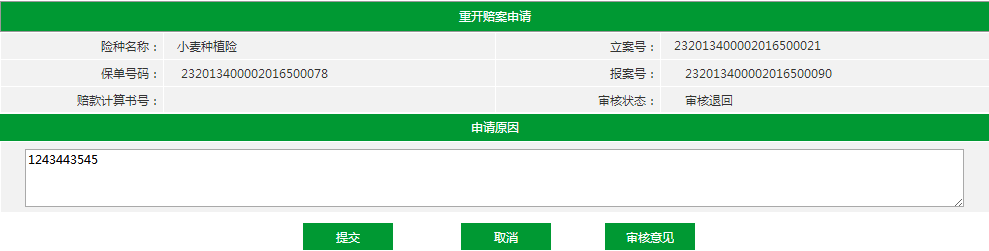 重开赔案申请
险种名称： 小麦种植险 立案号： 232013400002016500021
保单号码： 232013400002016500078 报案号： 232013400002016500090
赔款计算书号： 审核状态： 审核退回
申请原因
1243443545
提交 取消 审核意见